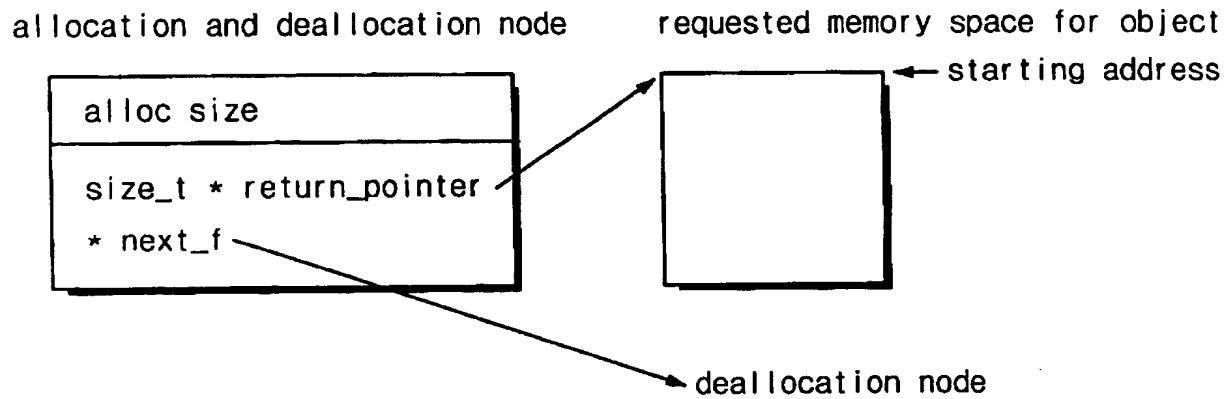 allocation and deallocation node
requested memory space for object
starting address
alloc size
size_t * return_pointer
* next_f
deallocation node